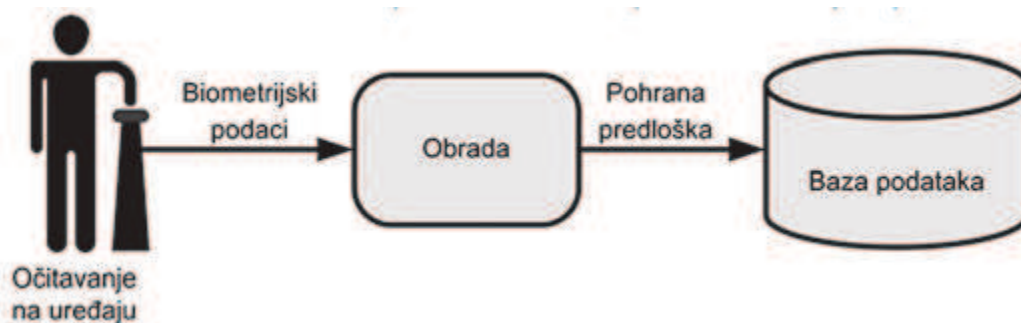 Biometrijski
podaci
Obrada
Pohrana
predloška
Baza podataka
Očitavanje
na uređaju